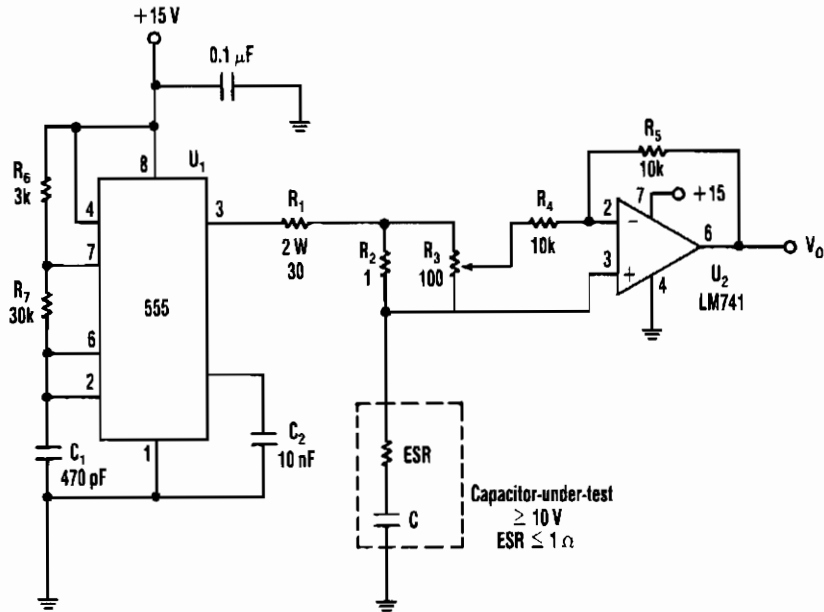 +15 V
0.1 μF
R6
3k
8
U1
4
3
7
R1
2 W
30
R2
1
R3
100
R4
10k
R5
10k
2
−
7
+15
6
3
+
4
U2
LM741
Vo
R7
30k
555
6
2
C1
470 pF
1
C2
10 nF
ESR
C
Capacitor-under-test
≥ 10 V
ESR ≤ 1 Ω